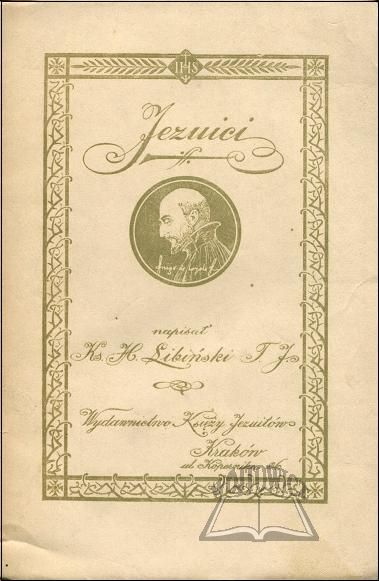 IHS
Jezuici
napisał
Ks. H. Libiński T. J.
Wydawnictwo Księży Jezuitów
Kraków
ul. Kopernika